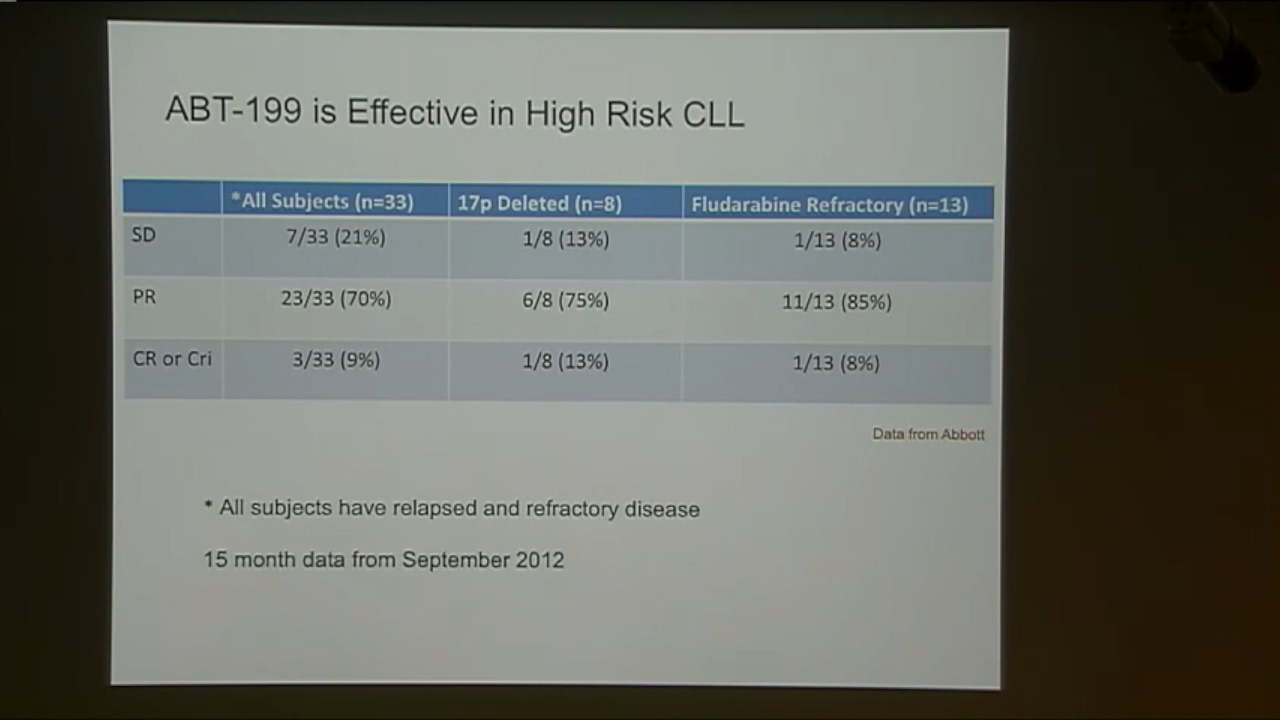 ABT-199 is Effective in High Risk CLL
*All Subjects (n=33) 17p Deleted (n=8) Fludarabine Refractory (n=13)
SD 7/33 (21%) 1/8 (13%) 1/13 (8%)
PR 23/33 (70%) 6/8 (75%) 11/13 (85%)
CR or Cri 3/33 (9%) 1/8 (13%) 1/13 (8%)
Data from Abbott
* All subjects have relapsed and refractory disease
15 month data from September 2012